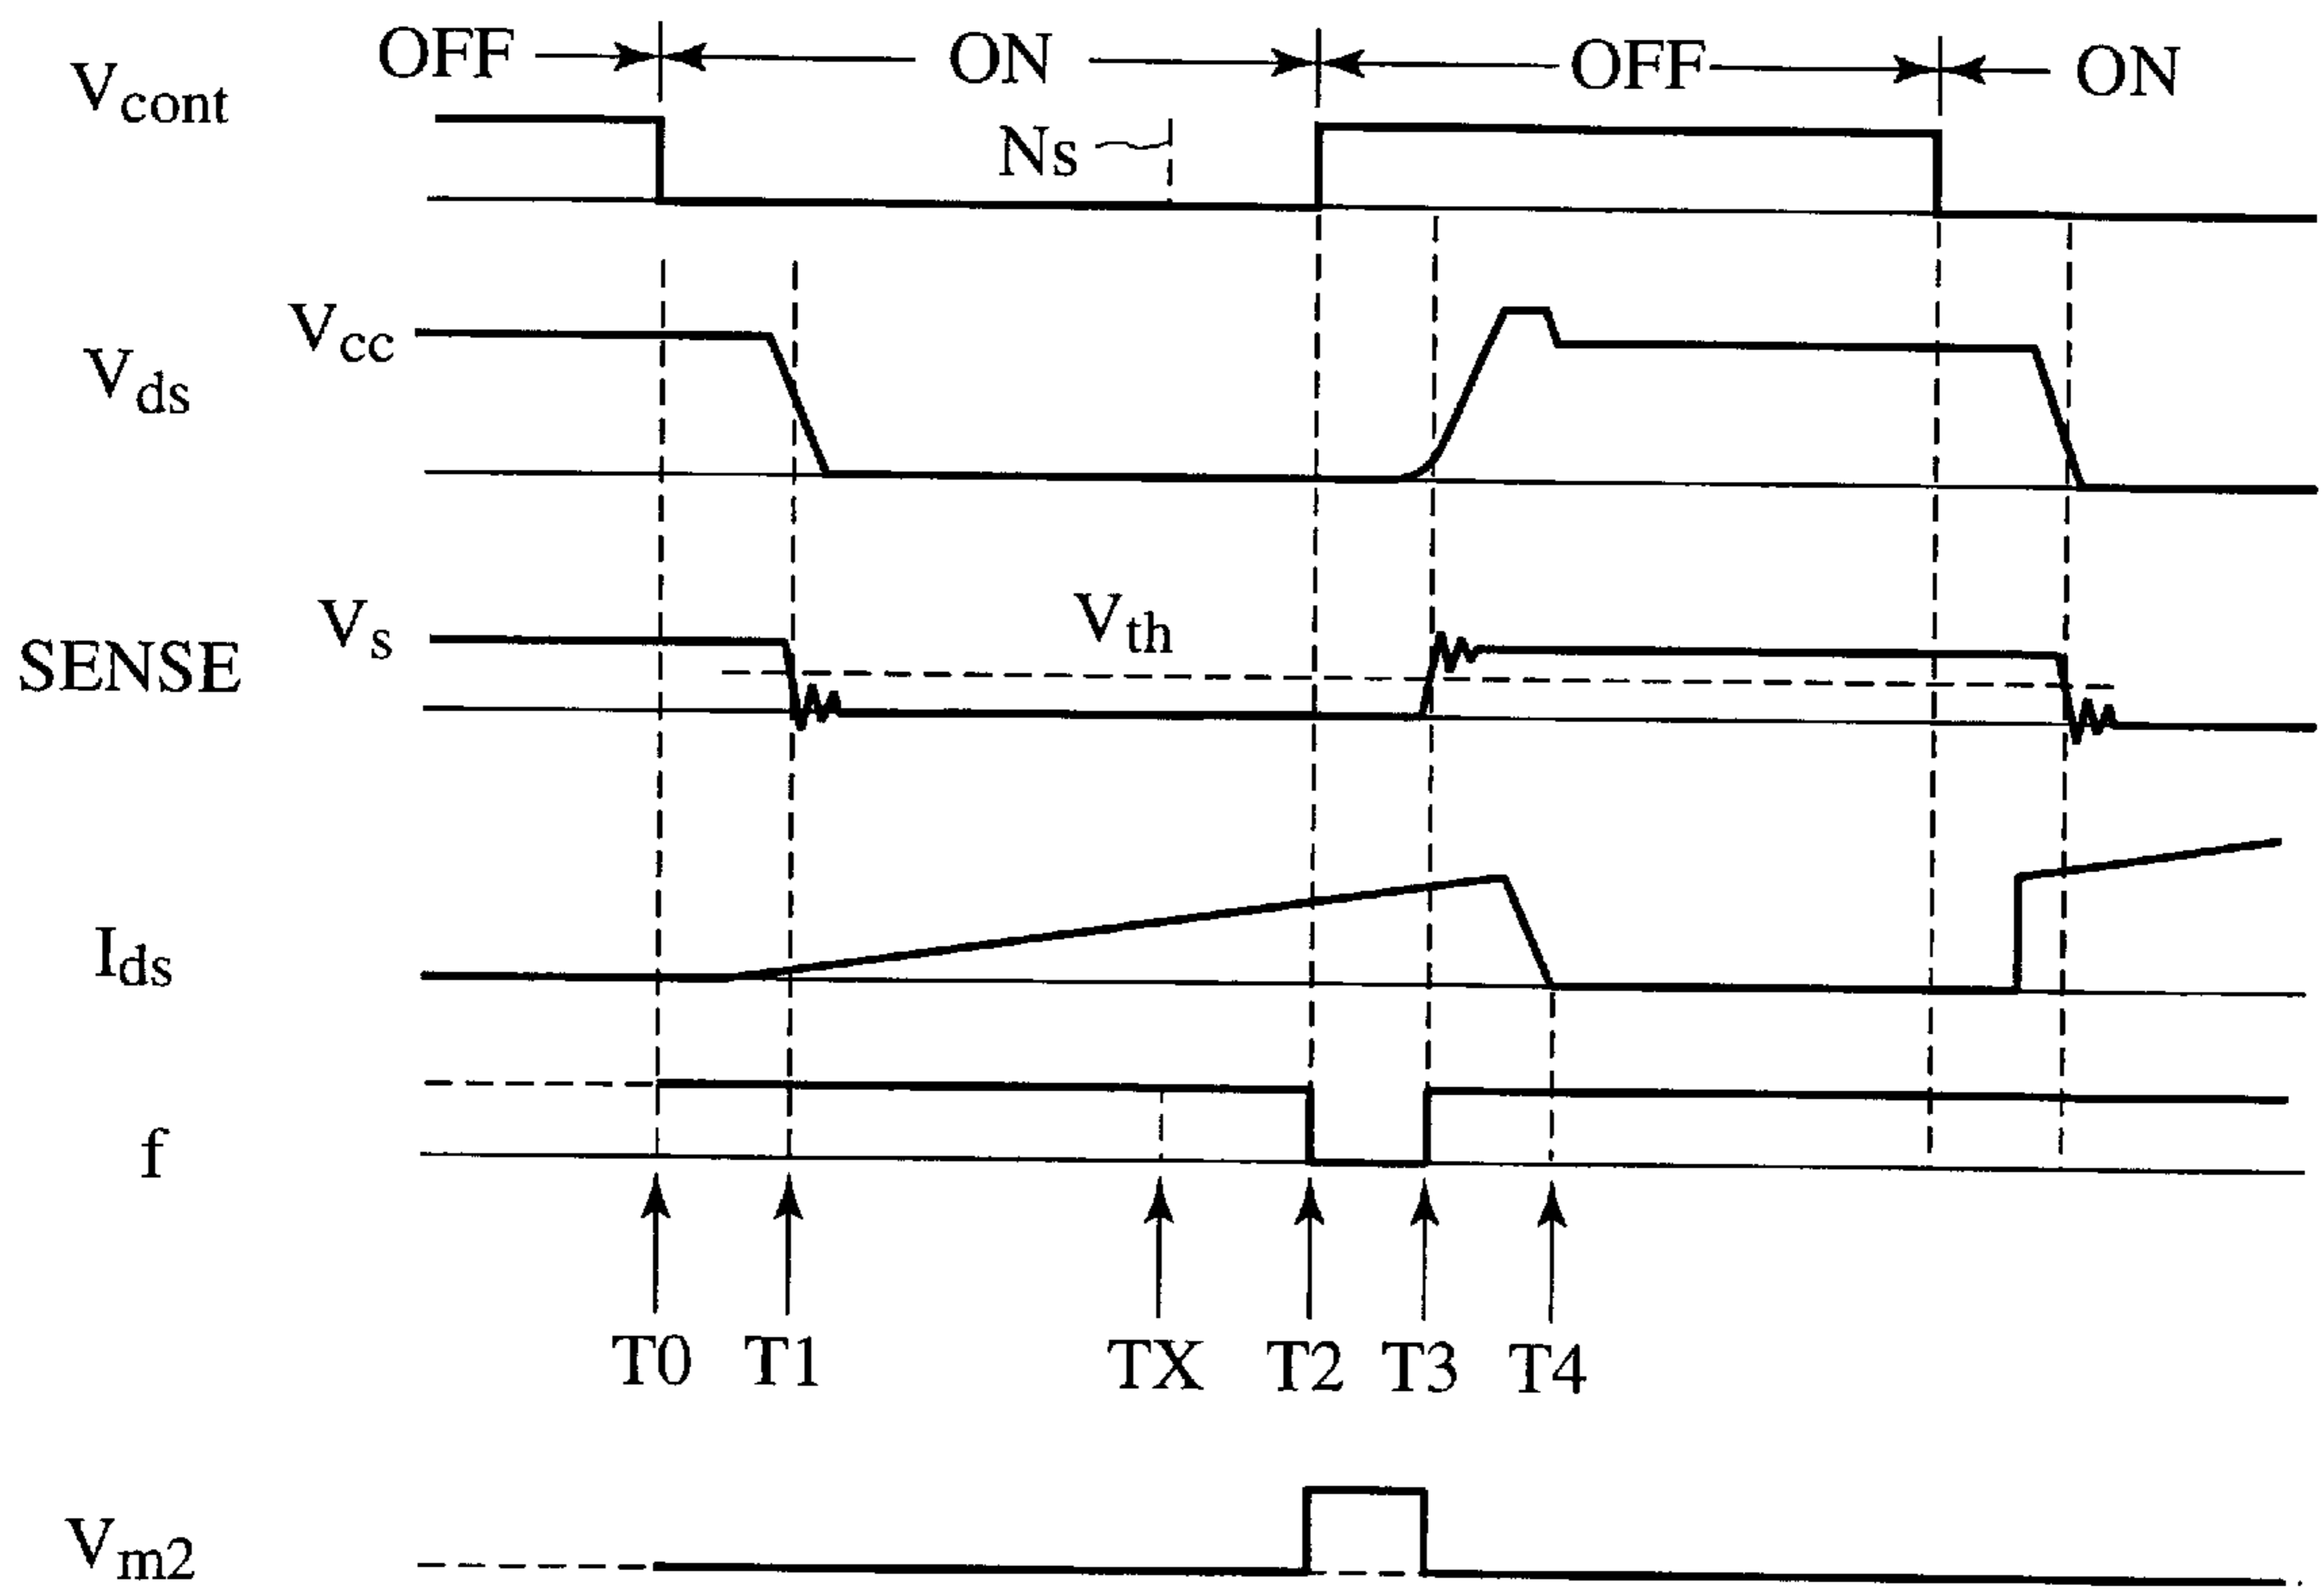 OFF ON OFF ON
Vcont
Ns
Vcc
Vds
Vs
Vth
SENSE
Ids
f
T0 T1 TX T2 T3 T4
Vm2